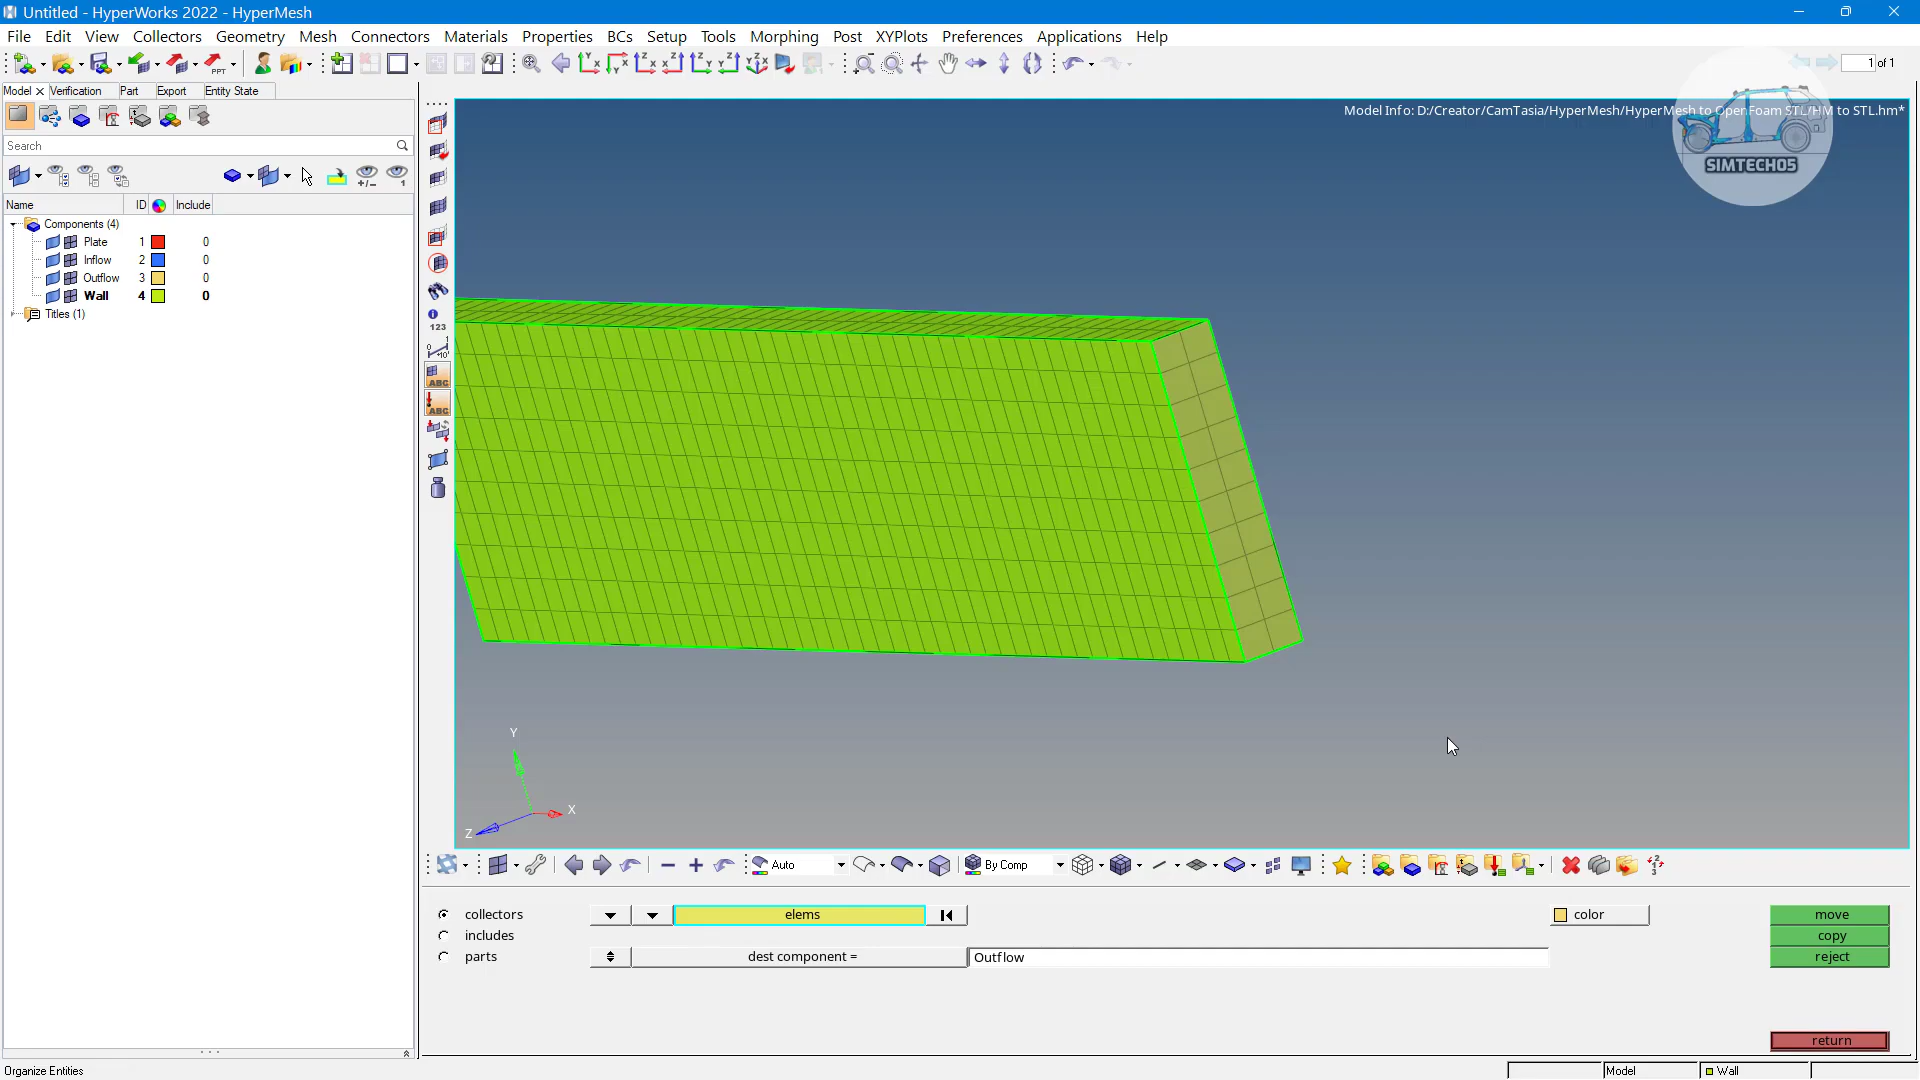 Untitled - HyperWorks 2022 - HyperMesh
File Edit View Collectors Geometry Mesh Connectors Materials Properties BCs Setup Tools Morphing Post XYPlots Preferences Applications Help
1 of 1
Model Verification Part Export Entity State
Model Info: D:/Creator/CamTasia/HyperMesh/HyperMesh to OpenFoam STL/HM to STL.hm*
SIMTECH05
Search
Name ID Include
Components (4)
Plate 1 0
Inflow 2 0
Outflow 3 0
Wall 4 0
Titles (1)
123
ABC
ABC
Y
X
Z
Auto
By Comp
collectors elems color move
includes copy
parts dest component = Outflow reject
return
Organize Entities Model Wall